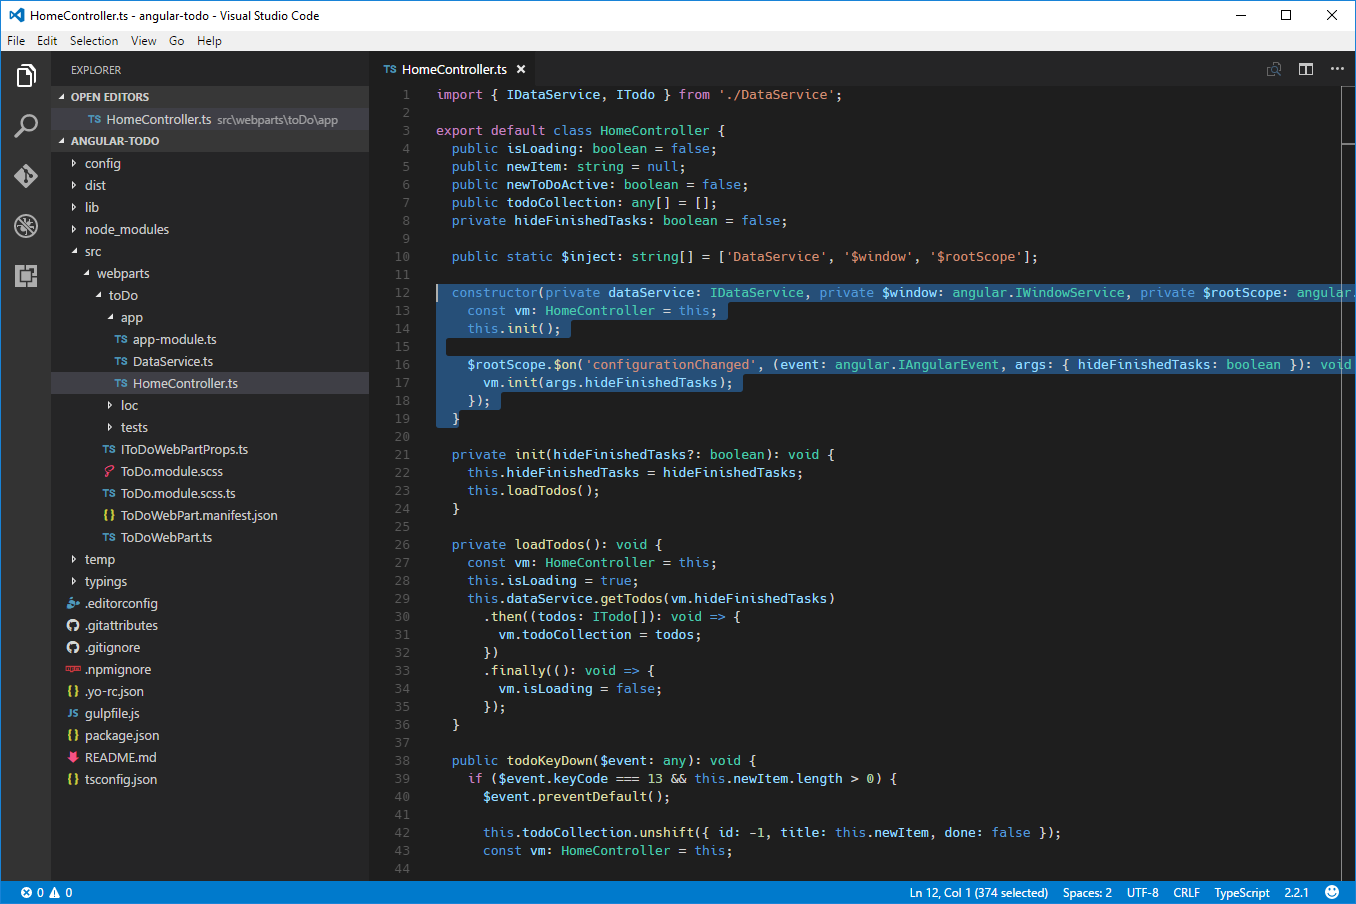 HomeController.ts - angular-todo - Visual Studio Code
File Edit Selection View Go Help
EXPLORER
OPEN EDITORS
TS HomeController.ts src\webparts\toDo\app
ANGULAR-TODO
config
dist
lib
node_modules
src
webparts
toDo
app
TS app-module.ts
TS DataService.ts
TS HomeController.ts
loc
tests
TS IToDoWebPartProps.ts
ToDo.module.scss
TS ToDo.module.scss.ts
{} ToDoWebPart.manifest.json
TS ToDoWebPart.ts
temp
typings
.editorconfig
.gitattributes
.gitignore
npm .npmignore
{} .yo-rc.json
JS gulpfile.js
{} package.json
README.md
{} tsconfig.json
TS HomeController.ts
1 import { IDataService, ITodo } from './DataService';
2
3 export default class HomeController {
4 public isLoading: boolean = false;
5 public newItem: string = null;
6 public newToDoActive: boolean = false;
7 public todoCollection: any[] = [];
8 private hideFinishedTasks: boolean = false;
9
10 public static $inject: string[] = ['DataService', '$window', '$rootScope'];
11
12 constructor(private dataService: IDataService, private $window: angular.IWindowService, private $rootScope: angular.
13 const vm: HomeController = this;
14 this.init();
15
16 $rootScope.$on('configurationChanged', (event: angular.IAngularEvent, args: { hideFinishedTasks: boolean }): void
17 vm.init(args.hideFinishedTasks);
18 });
19 }
20
21 private init(hideFinishedTasks?: boolean): void {
22 this.hideFinishedTasks = hideFinishedTasks;
23 this.loadTodos();
24 }
25
26 private loadTodos(): void {
27 const vm: HomeController = this;
28 this.isLoading = true;
29 this.dataService.getTodos(vm.hideFinishedTasks)
30 .then((todos: ITodo[]): void => {
31 vm.todoCollection = todos;
32 })
33 .finally((): void => {
34 vm.isLoading = false;
35 });
36 }
37
38 public todoKeyDown($event: any): void {
39 if ($event.keyCode === 13 && this.newItem.length > 0) {
40 $event.preventDefault();
41
42 this.todoCollection.unshift({ id: -1, title: this.newItem, done: false });
43 const vm: HomeController = this;
44
0 0 Ln 12, Col 1 (374 selected) Spaces: 2 UTF-8 CRLF TypeScript 2.2.1